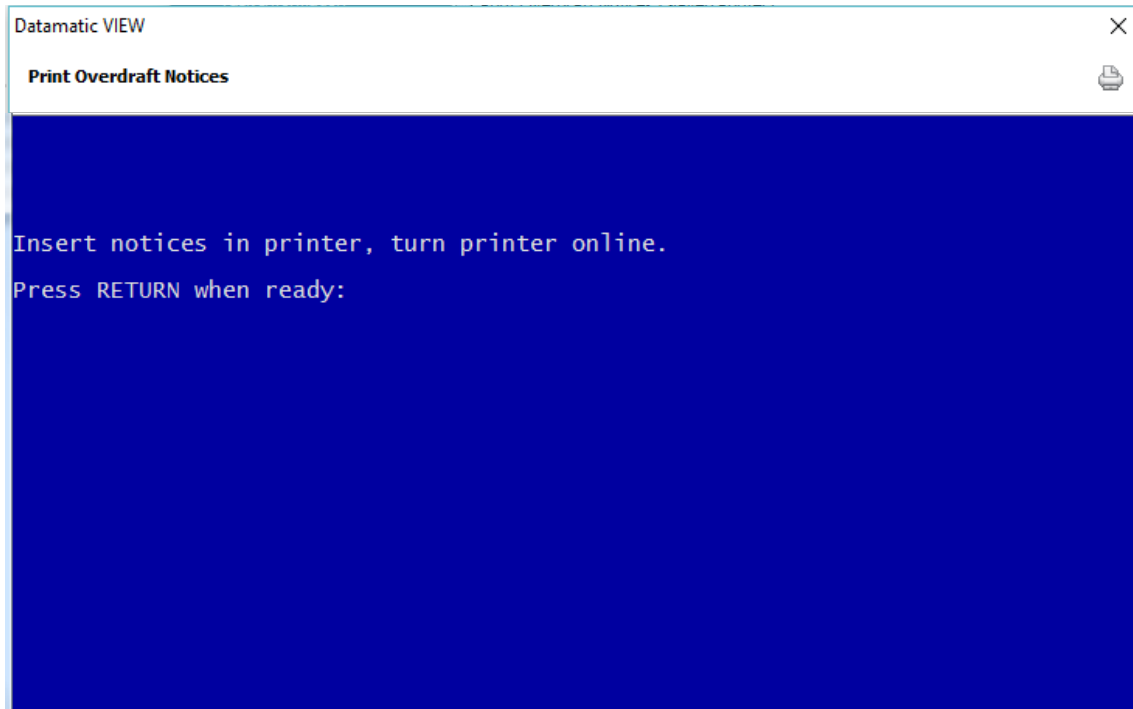 Datamatic VIEW
Print Overdraft Notices
Insert notices in printer, turn printer online.
Press RETURN when ready: